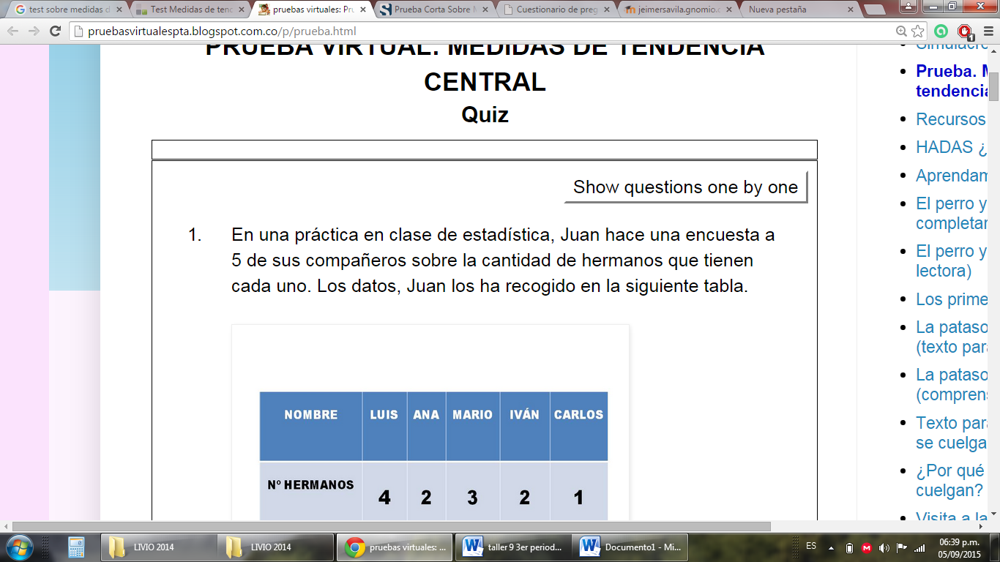 test sobre medidas d
Test Medidas de tend
pruebas virtuales: Pru
Prueba Corta Sobre
Cuestionario de preg
jeimersavila.gnomio.c
Nueva pestaña
pruebasvirtualespta.blogspot.com.co/p/prueba.html
1
PRUEBA VIRTUAL: MEDIDAS DE TENDENCIA
CENTRAL
Quiz
Show questions one by one
1. En una práctica en clase de estadística, Juan hace una encuesta a
5 de sus compañeros sobre la cantidad de hermanos que tienen
cada uno. Los datos, Juan los ha recogido en la siguiente tabla.
NOMBRE LUIS ANA MARIO IVÁN CARLOS
Nº HERMANOS 4 2 3 2 1
Simulacro
Prueba. M
tendencia
Recursos
HADAS ¿
Aprendam
El perro y
completar
El perro y
lectora)
Los prime
La pataso
(texto para
La pataso
(comprens
Texto para
se cuelga
¿Por qué
cuelgan?
Visita a la
LIVIO 2014
LIVIO 2014
pruebas virtuales: ...
taller 9 3er period...
Documento1 - Mi...
ES
06:39 p.m.
05/09/2015